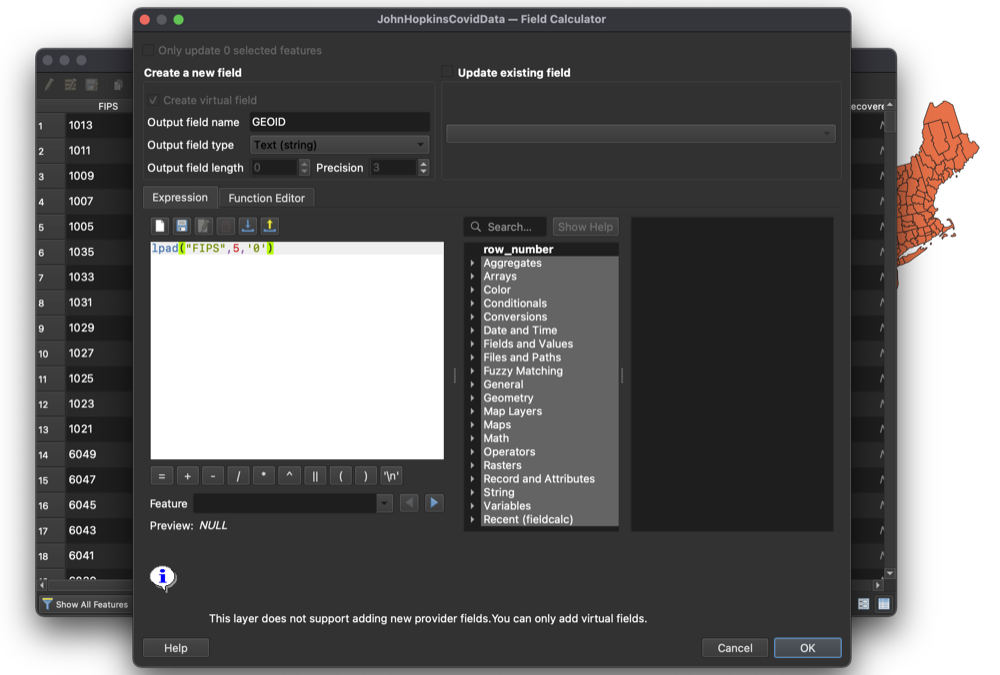 JohnHopkinsCovidData — Field Calculator
Only update 0 selected features
Create a new field
Update existing field
Create virtual field
Output field name GEOID
Output field type Text (string)
Output field length 0 Precision 3
Expression Function Editor
lpad("FIPS",5,'0')
Search... Show Help
row_number
Aggregates
Arrays
Color
Conditionals
Conversions
Date and Time
Fields and Values
Files and Paths
Fuzzy Matching
General
Geometry
Map Layers
Maps
Math
Operators
Rasters
Record and Attributes
String
Variables
Recent (fieldcalc)
= + - / * ^ || ( ) '\n'
Feature
Preview: NULL
This layer does not support adding new provider fields.You can only add virtual fields.
Help Cancel OK
FIPS
1 1013
2 1011
3 1009
4 1007
5 1005
6 1035
7 1033
8 1031
9 1029
10 1027
11 1025
12 1023
13 1021
14 6049
15 6047
16 6045
17 6043
18 6041
Show All Features